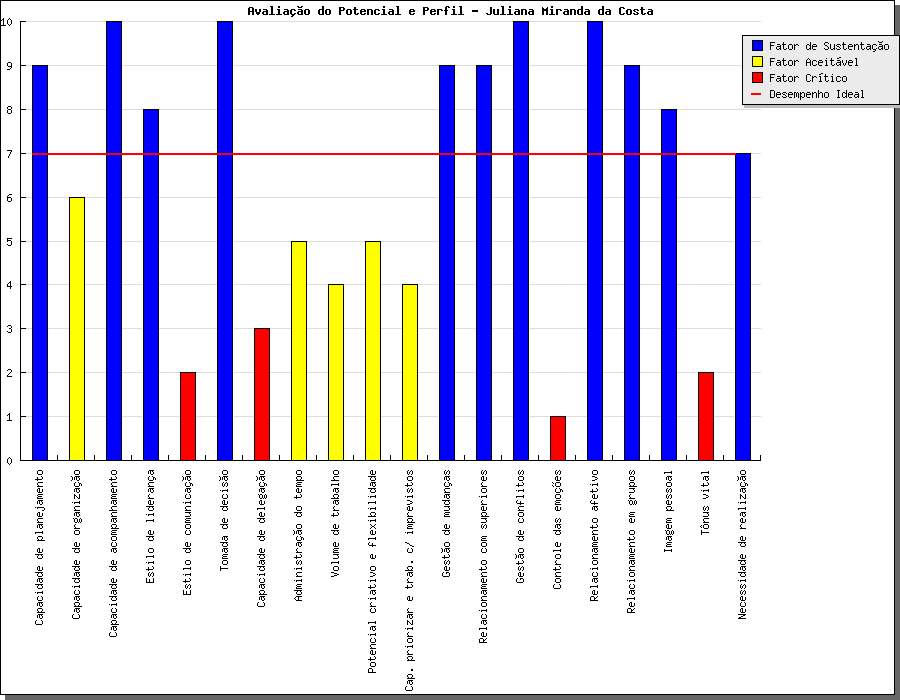 Avaliação do Potencial e Perfil - Juliana Miranda da Costa
Fator de Sustentação
Fator Aceitável
Fator Crítico
Desempenho Ideal
10
9
8
7
6
5
4
3
2
1
0
Capacidade de planejamento
Capacidade de organização
Capacidade de acompanhamento
Estilo de liderança
Estilo de comunicação
Tomada de decisão
Capacidade de delegação
Administração do tempo
Volume de trabalho
Potencial criativo e flexibilidade
Cap. priorizar e trab. c/ imprevistos
Gestão de mudanças
Relacionamento com superiores
Gestão de conflitos
Controle das emoções
Relacionamento afetivo
Relacionamento em grupos
Imagem pessoal
Tônus vital
Necessidade de realização